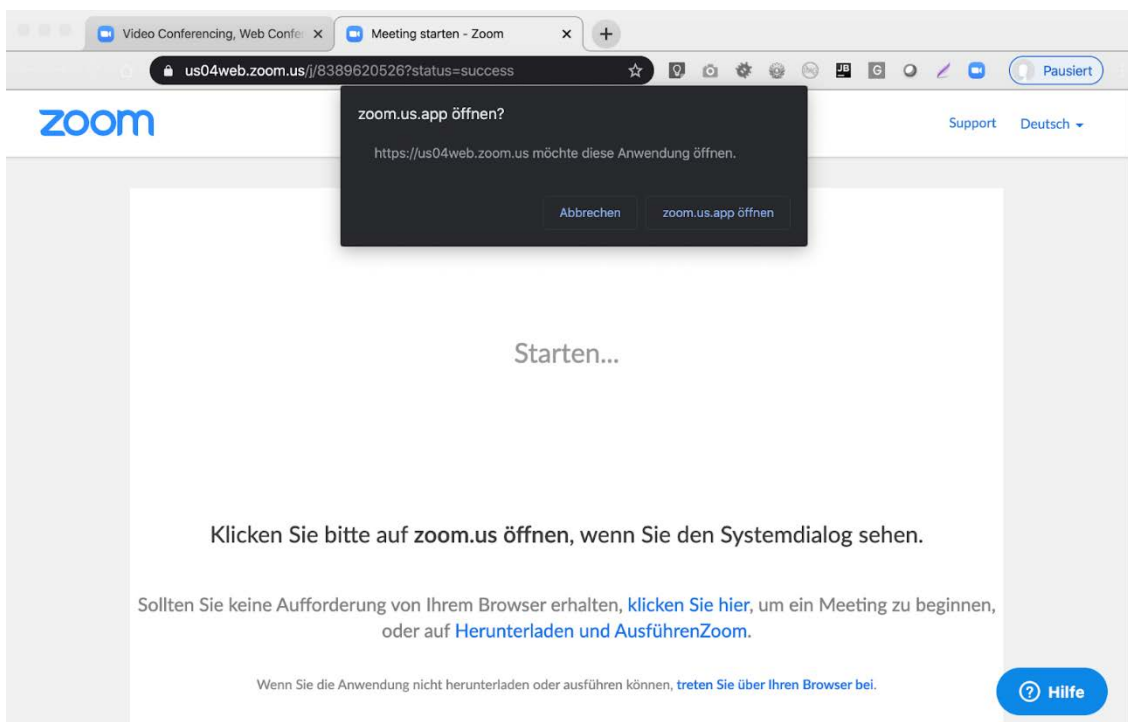 Video Conferencing, Web Confe
Meeting starten - Zoom
us04web.zoom.us/j/8389620526?status=success
JB
G
Pausiert
zoom
zoom.us.app öffnen?
https://us04web.zoom.us möchte diese Anwendung öffnen.
Abbrechen
zoom.us.app öffnen
Support
Deutsch
Starten...
Klicken Sie bitte auf zoom.us öffnen, wenn Sie den Systemdialog sehen.
Sollten Sie keine Aufforderung von Ihrem Browser erhalten, klicken Sie hier, um ein Meeting zu beginnen,
oder auf Herunterladen und AusführenZoom.
Wenn Sie die Anwendung nicht herunterladen oder ausführen können, treten Sie über Ihren Browser bei.
Hilfe